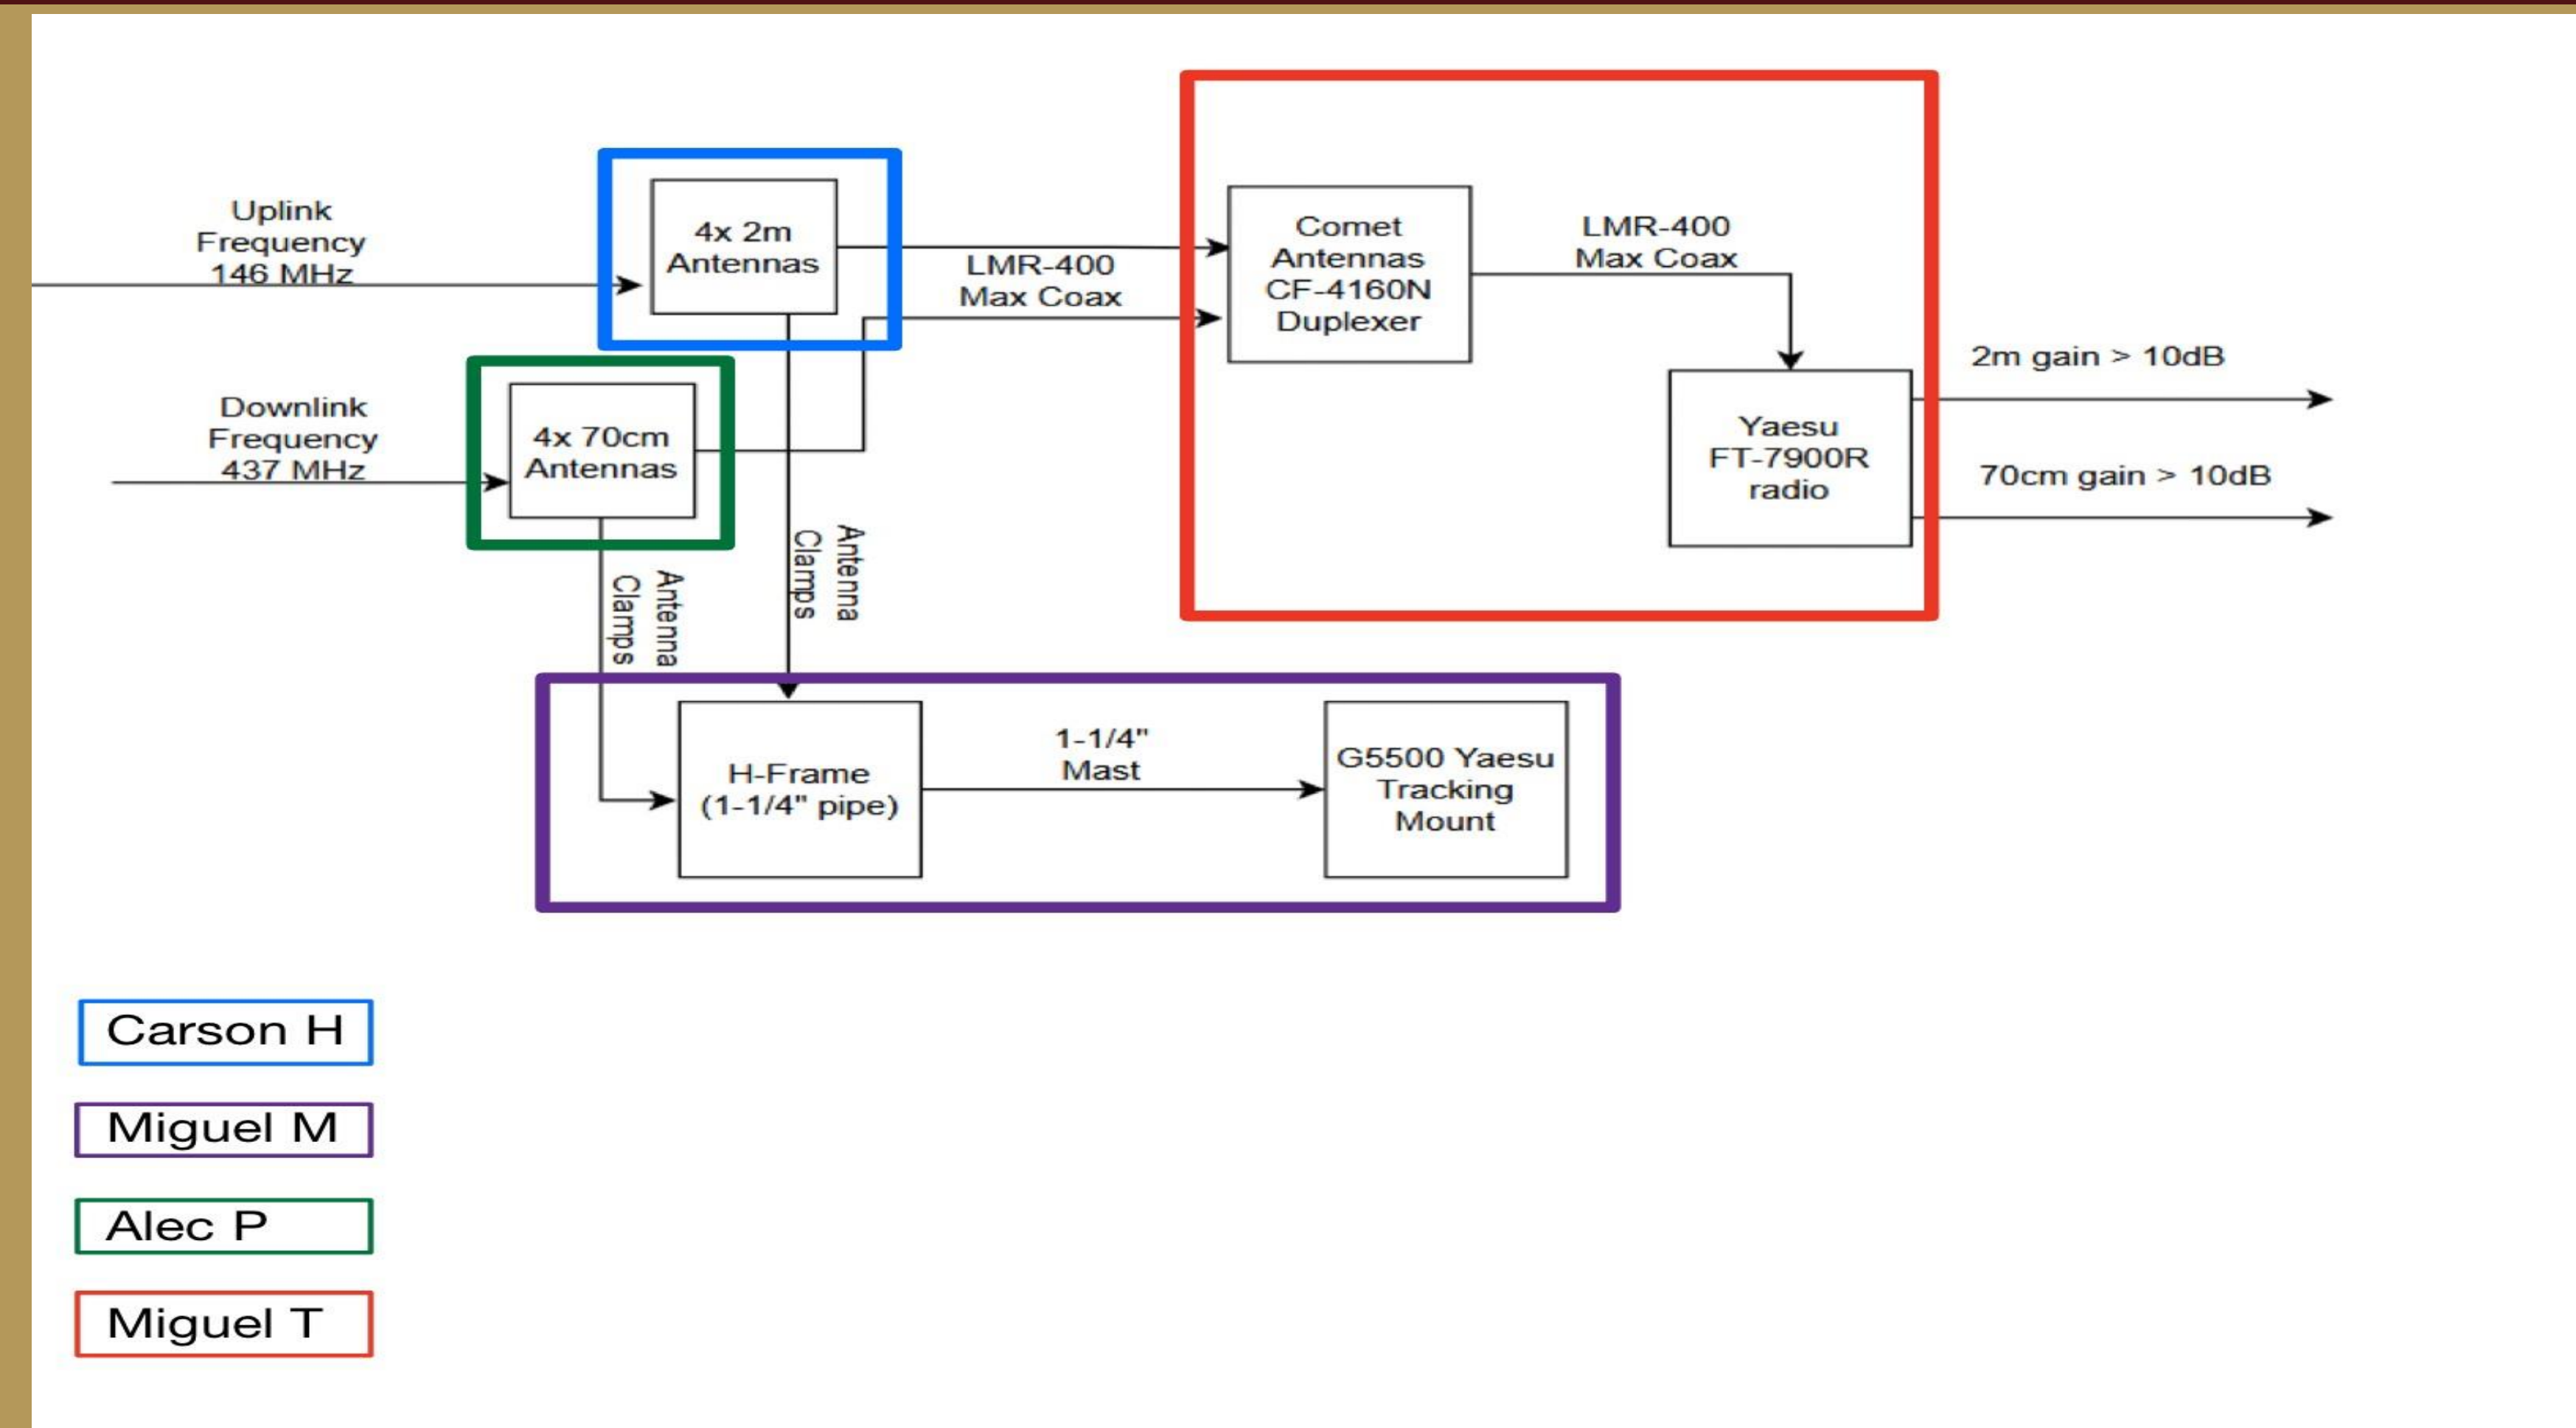 Uplink
Frequency
146 MHz
4x 2m
Antennas
LMR-400
Max Coax
Comet
Antennas
CF-4160N
Duplexer
LMR-400
Max Coax
Downlink
Frequency
437 MHz
4x 70cm
Antennas
Yaesu
FT-7900R
radio
2m gain > 10dB
70cm gain > 10dB
Antenna
Clamps
Antenna
Clamps
H-Frame
(1-1/4" pipe)
1-1/4"
Mast
G5500 Yaesu
Tracking
Mount
Carson H
Miguel M
Alec P
Miguel T